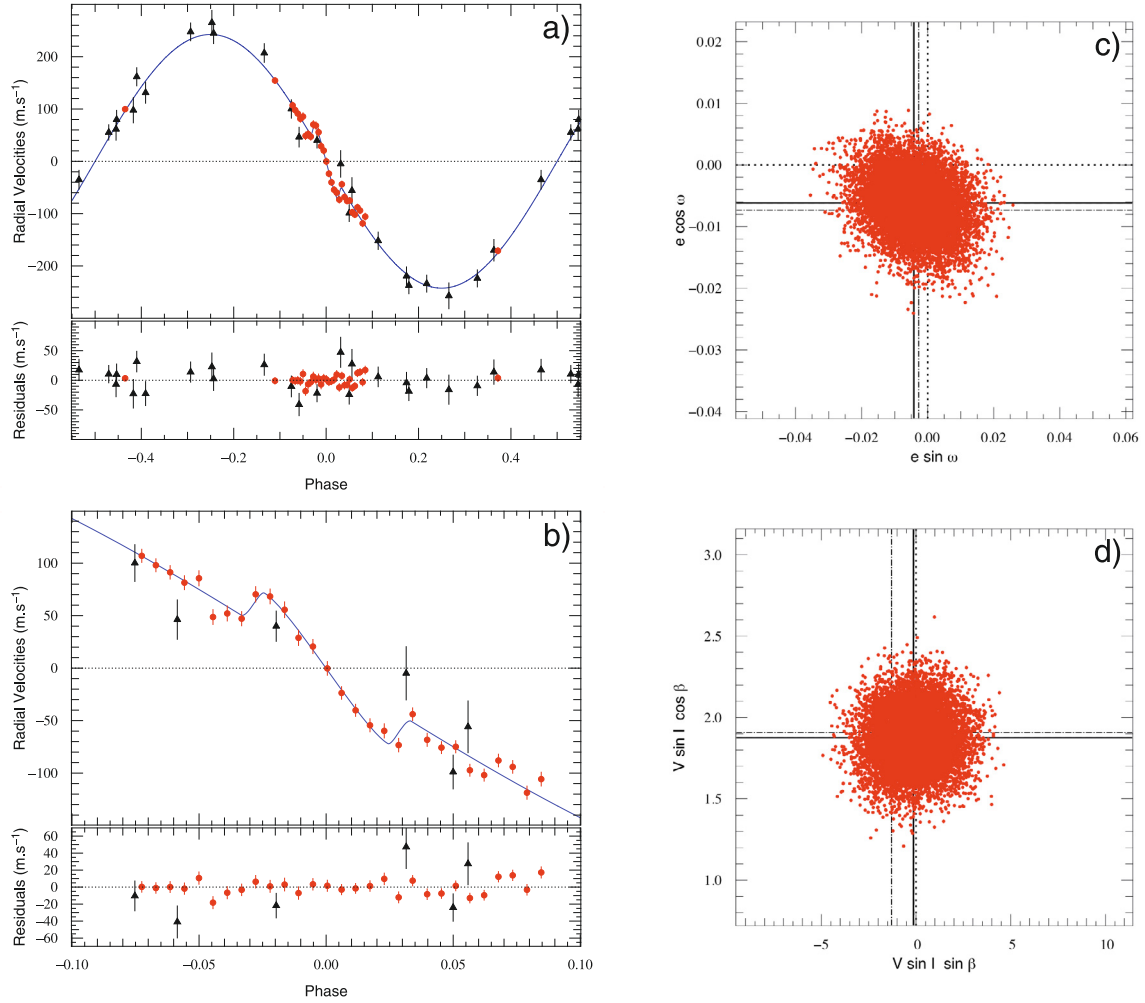 a)
200
100
0
−100
−200
Radial Velocities (m.s⁻¹)
50
0
−50
Residuals (m.s⁻¹)
−0.4 −0.2 0.0 0.2 0.4
Phase
b)
100
50
0
−50
−100
Radial Velocities (m.s⁻¹)
60
40
20
0
−20
−40
−60
Residuals (m.s⁻¹)
−0.10 −0.05 0.00 0.05 0.10
Phase
c)
0.02
0.01
0.00
−0.01
−0.02
−0.03
−0.04
e cos ω
−0.04 −0.02 0.00 0.02 0.04 0.06
e sin ω
d)
3.0
2.5
2.0
1.5
1.0
V sin I cos β
−5 0 5 10
V sin I sin β